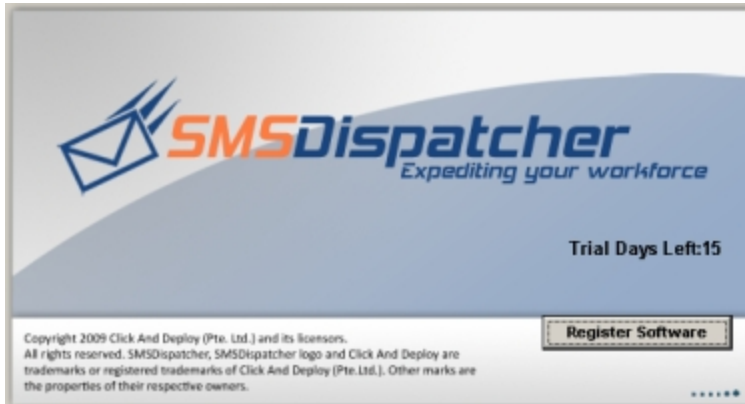 SMSDispatcher
Expediting your workforce
Trial Days Left:15
Register Software
Copyright 2009 Click And Deploy (Pte. Ltd.) and its licensors.
All rights reserved. SMSDispatcher, SMSDispatcher logo and Click And Deploy are
trademarks or registered trademarks of Click And Deploy (Pte.Ltd.). Other marks are
the properties of their respective owners.